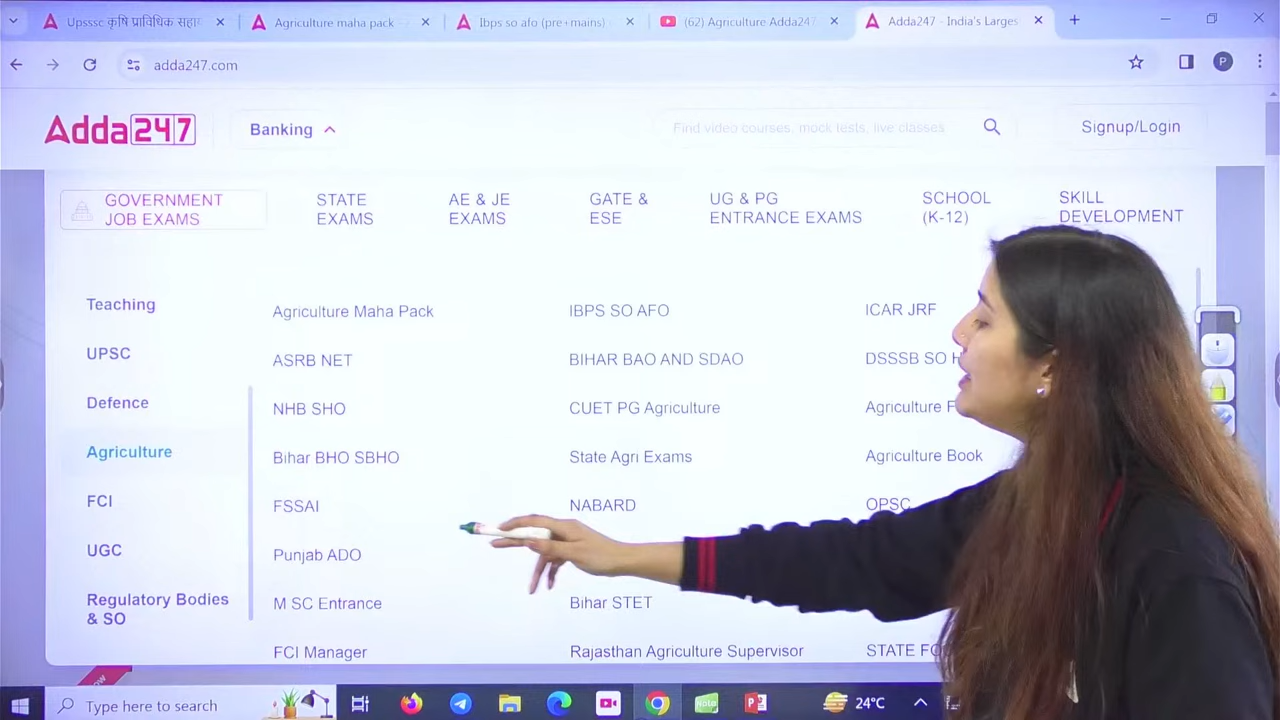 Upsssc कृषि प्राविधिक सहाय
Agriculture maha pack
Ibps so afo (pre+mains)
(62) Agriculture Adda247
Adda247 - India's Larges
adda247.com
Adda247
Banking
Find video courses, mock tests, live classes
Signup/Login
GOVERNMENT
JOB EXAMS
STATE
EXAMS
AE & JE
EXAMS
GATE &
ESE
UG & PG
ENTRANCE EXAMS
SCHOOL
(K-12)
SKILL
DEVELOPMENT
Teaching
UPSC
Defence
Agriculture
FCI
UGC
Regulatory Bodies
& SO
Agriculture Maha Pack
IBPS SO AFO
ICAR JRF
ASRB NET
BIHAR BAO AND SDAO
DSSSB SO H
NHB SHO
CUET PG Agriculture
Agriculture F
Bihar BHO SBHO
State Agri Exams
Agriculture Book
FSSAI
NABARD
OPSC
Punjab ADO
M SC Entrance
Bihar STET
FCI Manager
Rajasthan Agriculture Supervisor
STATE FO
Type here to search
24°C